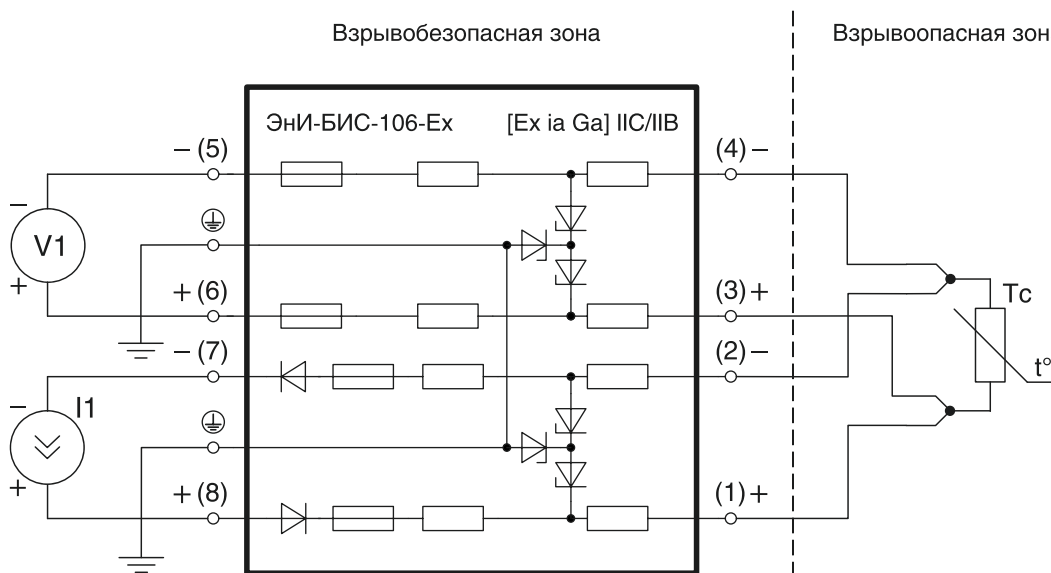 Взрывобезопасная зона
Взрывоопасная зон
ЭнИ-БИС-106-Ex [Ex ia Ga] IIC/IIB
– (5)
(4) –
–
V1
+
+ (6)
(3) +
Tc
– (7)
(2) –
t°
–
I1
+
+ (8)
(1) +